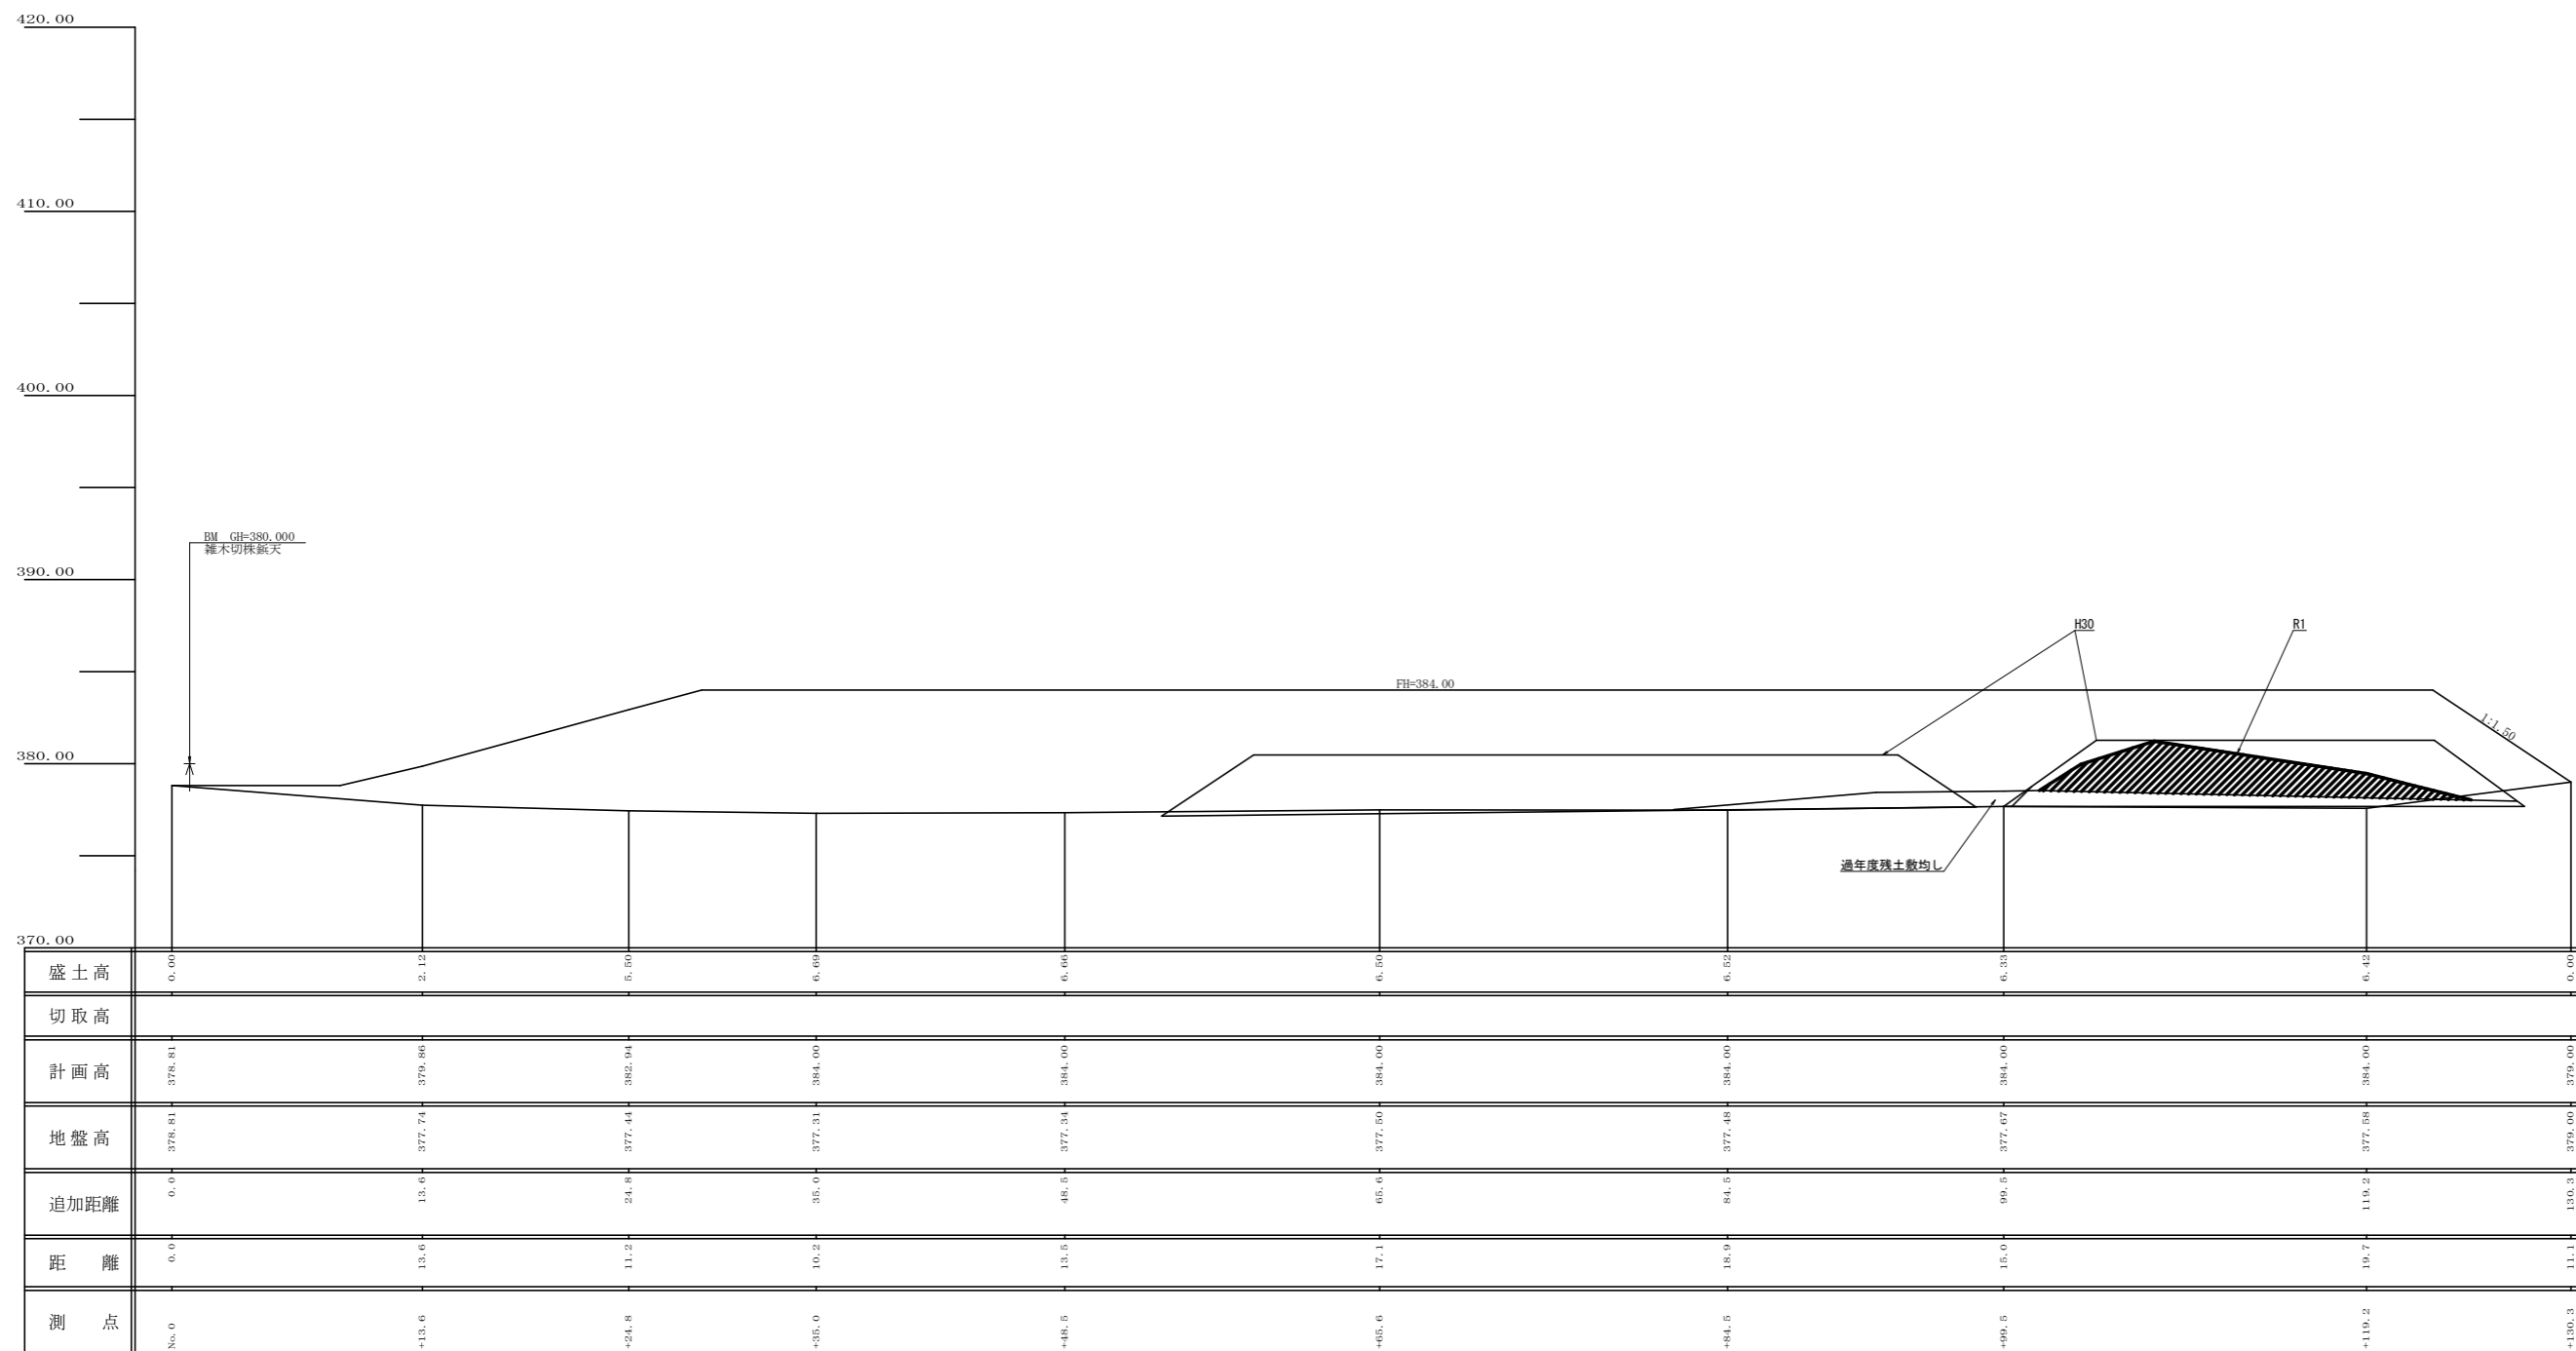 420.00
410.00
400.00
390.00
380.00
370.00
BM GH=380.000
雑木切株鋲天
H30
R1
FH=384.00
1:1.50
過年度残土敷均し
盛土高 0.00 2.12 5.50 6.69 6.66 6.50 6.52 6.33 6.42 0.00
切取高
計画高 378.81 379.86 382.94 384.00 384.00 384.00 384.00 384.00 384.00 379.00
地盤高 378.81 377.74 377.44 377.31 377.34 377.50 377.48 377.67 377.58 379.00
追加距離 0.0 13.6 24.8 35.0 48.5 65.6 84.5 99.5 119.2 130.3
距離 0.0 13.6 11.2 10.2 13.5 17.1 18.9 15.0 19.7 11.1
測点 No.0 +13.6 +24.8 +35.0 +48.5 +65.6 +84.5 +99.5 +119.2 +130.3